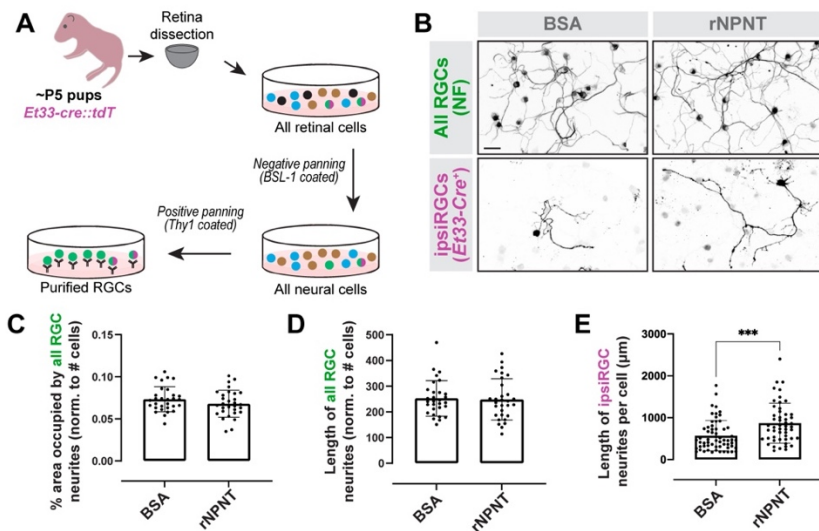 A
Retina
dissection
~P5 pups
Et33-cre::tdT
All retinal cells
Negative panning
(BSL-1 coated)
Positive panning
(Thy1 coated)
Purified RGCs
All neural cells
B
BSA
rNPNT
All RGCs
(NF)
ipsiRGCs
(Et33-Cre+)
C
% area occupied by all RGC
neurites (norm. to # cells)
0.15
0.10
0.05
0.00
BSA
rNPNT
D
Length of all RGC
neurites (norm. to # cells)
500
400
300
200
100
0
BSA
rNPNT
E
Length of ipsiRGC
neurites per cell (μm)
3000
2000
1000
0
***
BSA
rNPNT